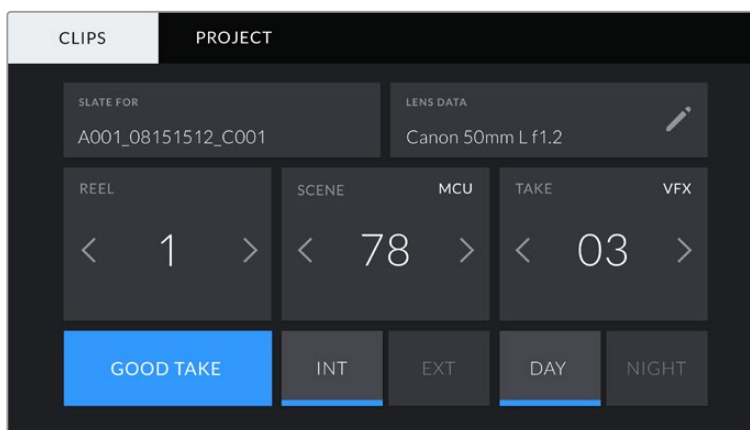 CLIPS PROJECT
SLATE FOR
A001_08151512_C001
LENS DATA
Canon 50mm L f1.2
REEL
1
SCENE MCU
78
TAKE VFX
03
GOOD TAKE
INT
EXT
DAY
NIGHT